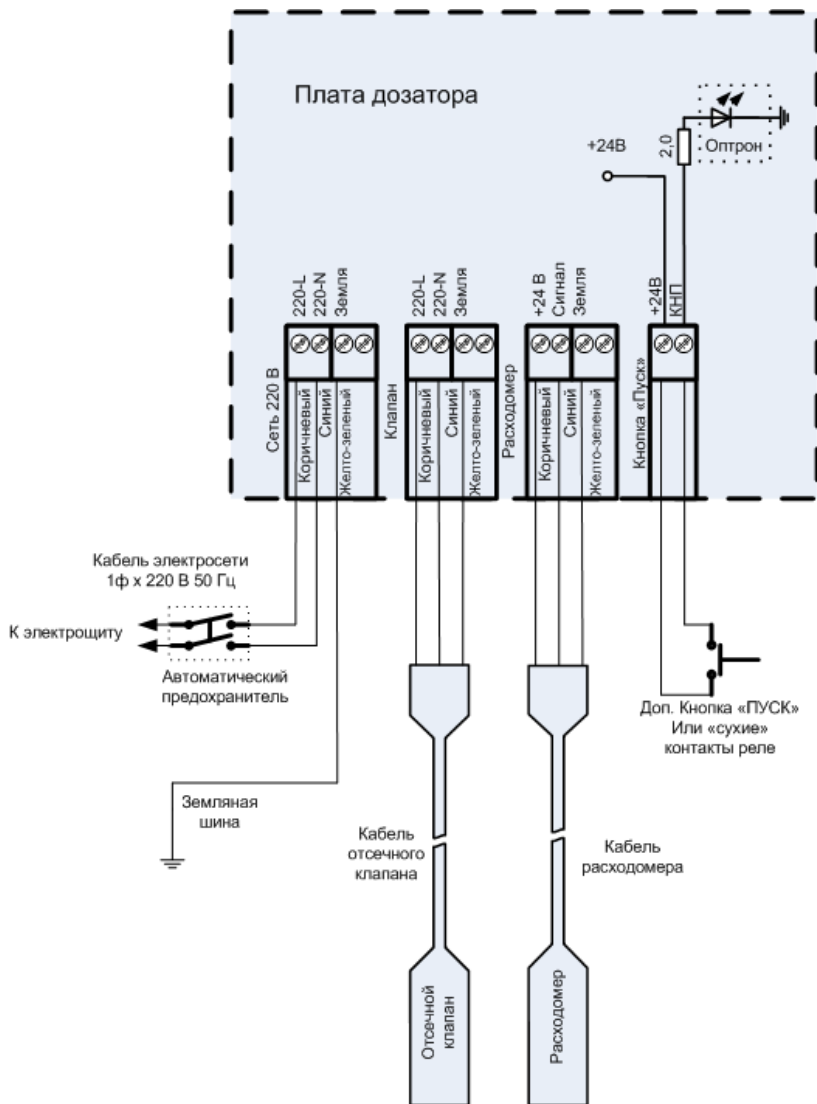 Плата дозатора
+24В
2,0
Оптрон
220-L
220-N
Земля
220-L
220-N
Земля
+24 В
Сигнал
Земля
+24В
КНП
Сеть 220 В
Коричневый
Синий
Желто-зеленый
Клапан
Коричневый
Синий
Желто-зеленый
Расходомер
Коричневый
Синий
Желто-зеленый
Кнопка «Пуск»
Кабель электросети
1ф х 220 В 50 Гц
К электрощиту
Автоматический
предохранитель
Доп. Кнопка «ПУСК»
Или «сухие»
контакты реле
Земляная
шина
Кабель
отсечного
клапана
Кабель
расходомера
Отсечной
клапан
Расходомер